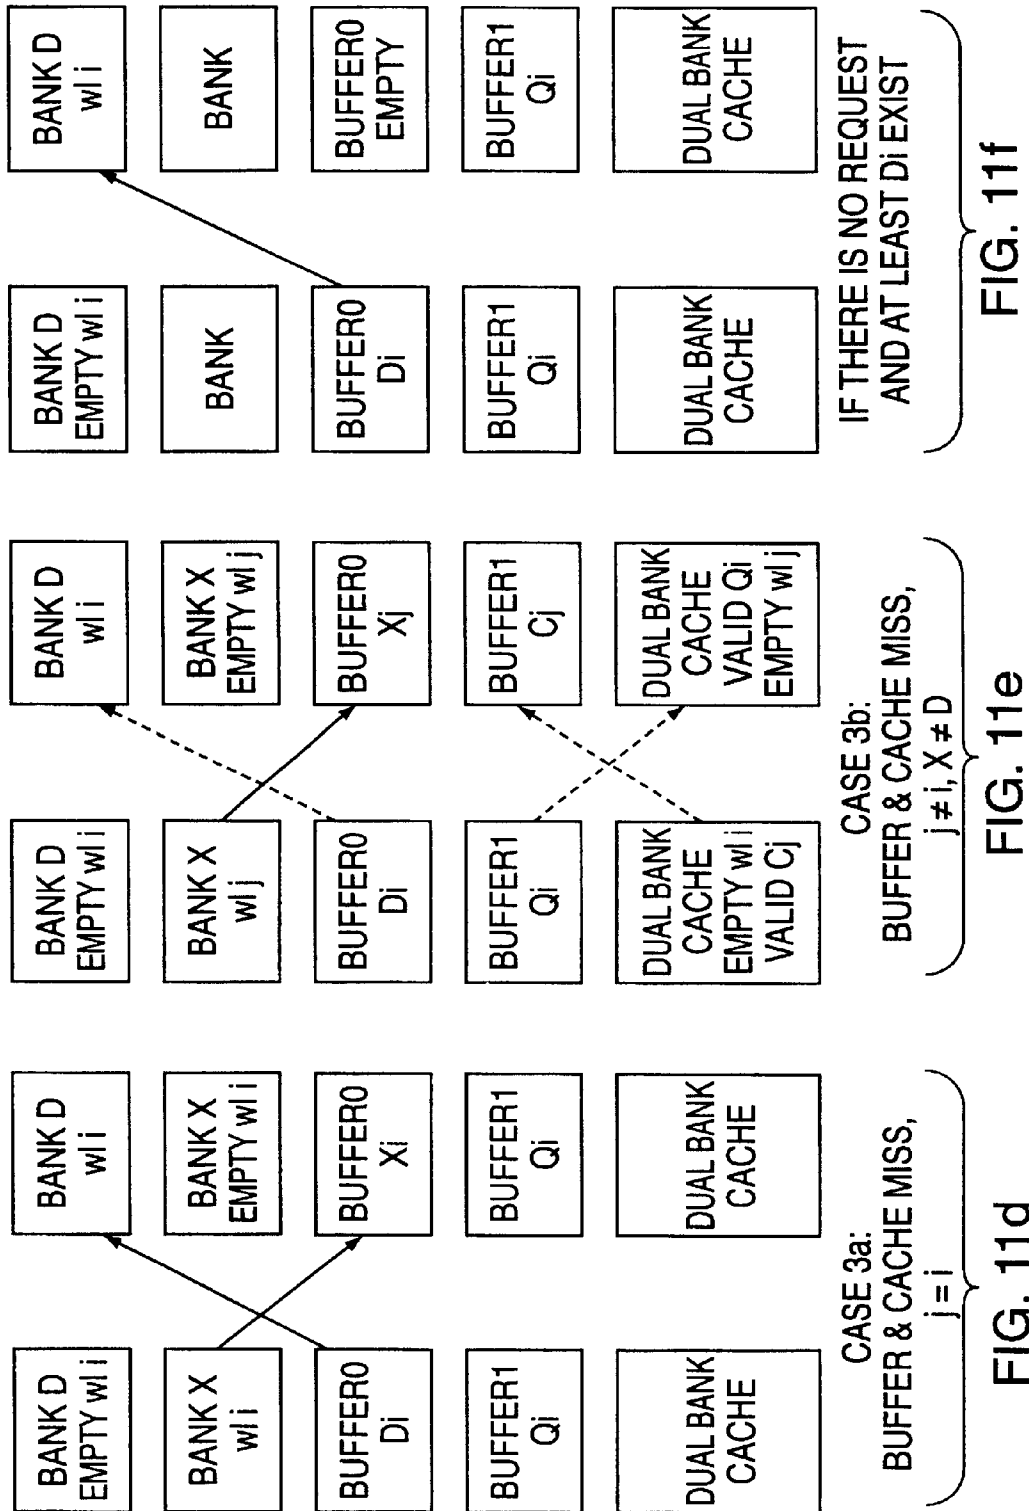 BANK D
EMPTY wl i
BANK X
wl i
BUFFER0
Di
BUFFER1
Qi
DUAL BANK
CACHE
BANK D
wl i
BANK X
EMPTY wl i
BUFFER0
Xi
BUFFER1
Qi
DUAL BANK
CACHE
CASE 3a:
BUFFER & CACHE MISS,
j = i
FIG. 11d
BANK D
EMPTY wl i
BANK X
wl j
BUFFER0
Di
BUFFER1
Qi
DUAL BANK
CACHE
EMPTY wl i
VALID Cj
BANK D
wl i
BANK X
EMPTY wl j
BUFFER0
Xj
BUFFER1
Cj
DUAL BANK
CACHE
VALID Qi
EMPTY wl j
CASE 3b:
BUFFER & CACHE MISS,
j ≠ i, X ≠ D
FIG. 11e
BANK D
EMPTY wl i
BANK
BUFFER0
Di
BUFFER1
Qi
DUAL BANK
CACHE
BANK D
wl i
BANK
BUFFER0
EMPTY
BUFFER1
Qi
DUAL BANK
CACHE
IF THERE IS NO REQUEST
AND AT LEAST Di EXIST
FIG. 11f